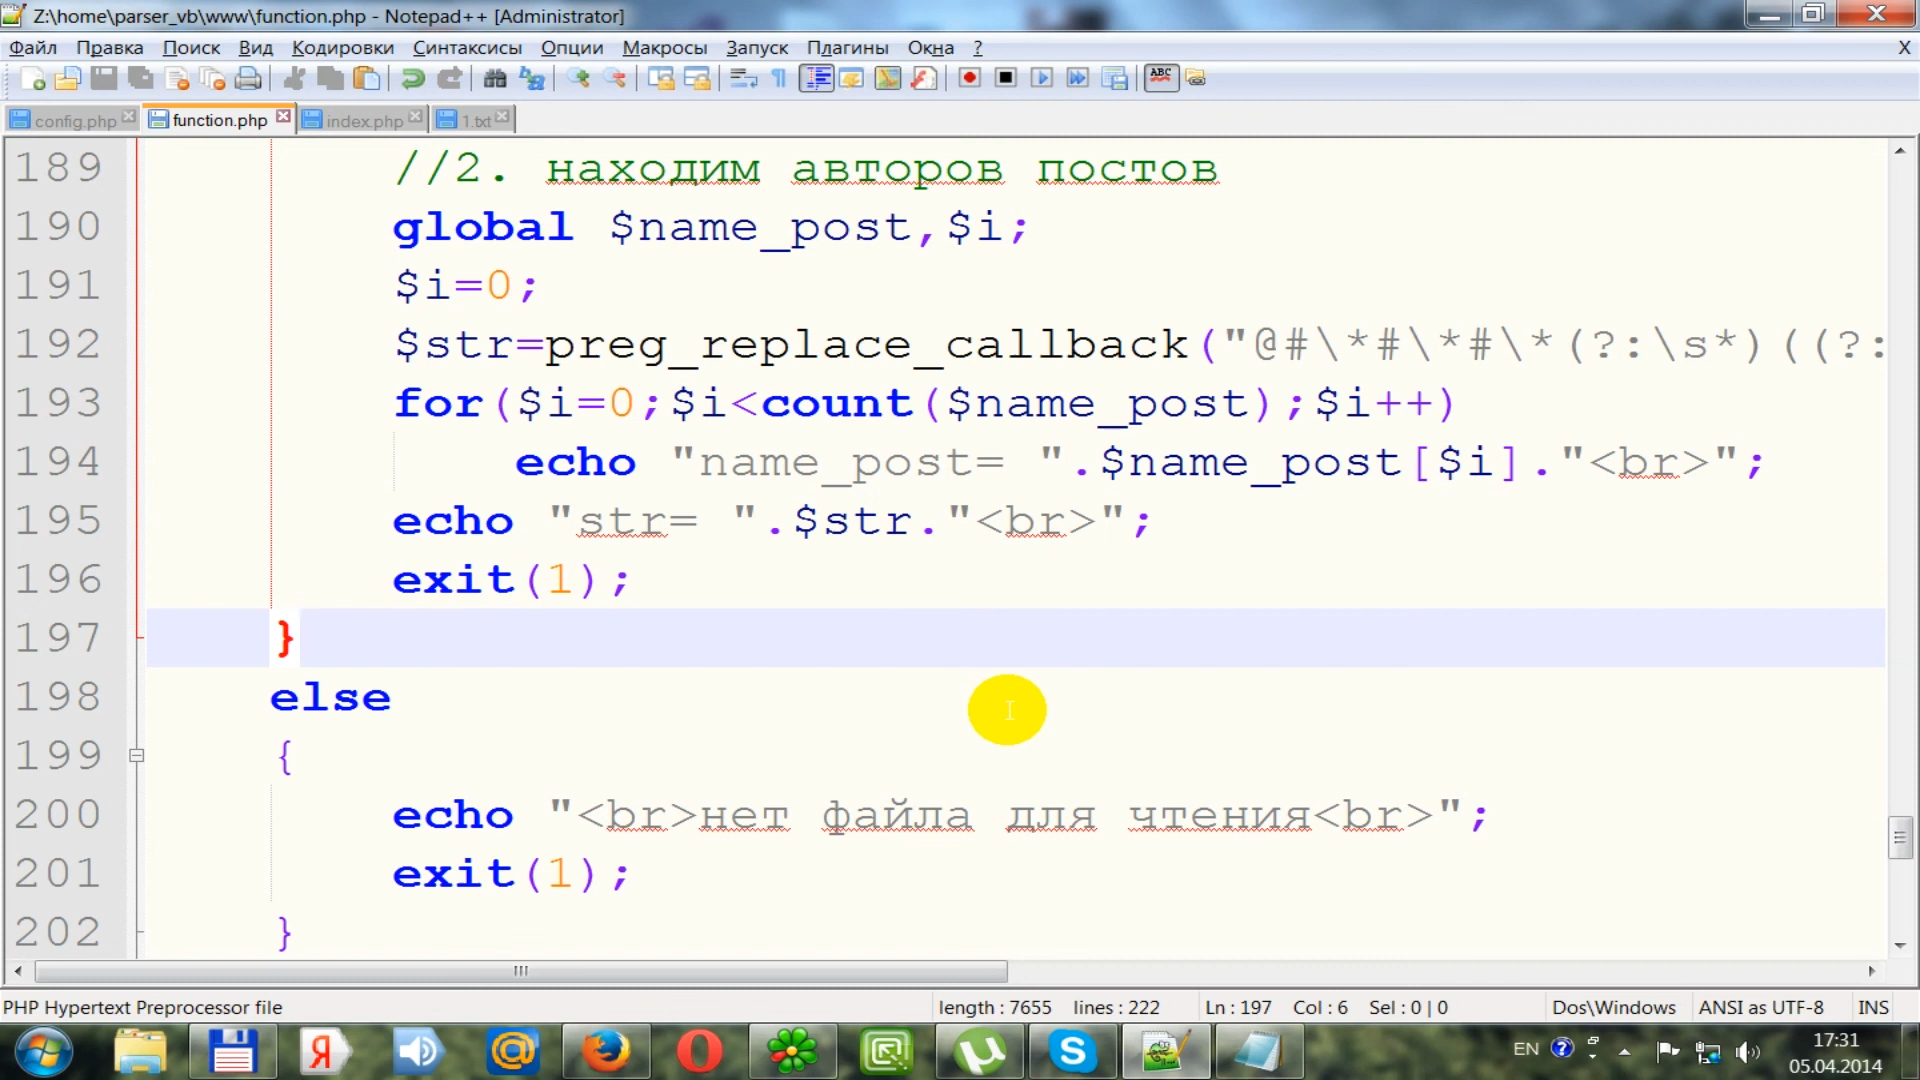 Z:\home\parser_vb\www\function.php - Notepad++ [Administrator]
Файл Правка Поиск Вид Кодировки Синтаксисы Опции Макросы Запуск Плагины Окна ? X
ABC
config.php function.php index.php 1.txt
189 //2. находим авторов постов
190 global $name_post,$i;
191 $i=0;
192 $str=preg_replace_callback("@#\*#\*#\*(?:\s*)((?:
193 for($i=0;$i<count($name_post);$i++)
194 echo "name_post= ".$name_post[$i]."<br>";
195 echo "str= ".$str."<br>";
196 exit(1);
197 }
198 else
199 {
200 echo "<br>нет файла для чтения<br>";
201 exit(1);
202 }
PHP Hypertext Preprocessor file length : 7655 lines : 222 Ln : 197 Col : 6 Sel : 0 | 0 Dos\Windows ANSI as UTF-8 INS
EN 17:31
05.04.2014